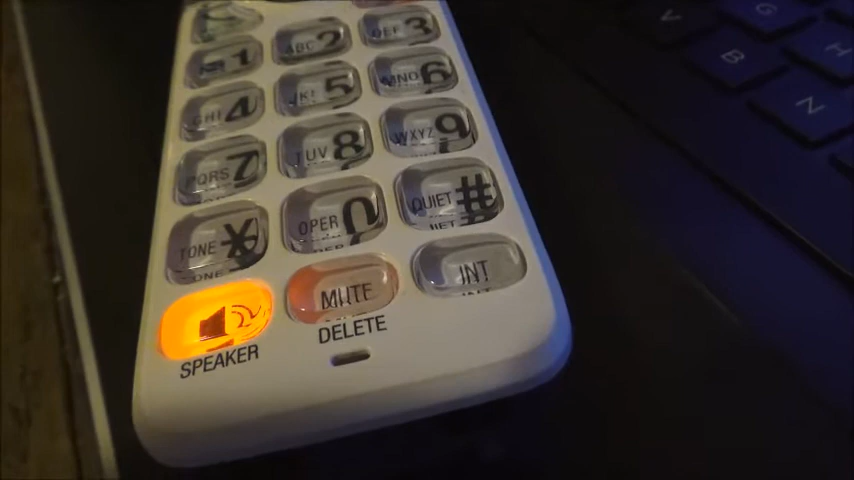 1 ABC 2 DEF 3
GHI 4 JKL 5 MNO 6
PQRS 7 TUV 8 WXYZ 9
TONE * OPER 0 QUIET #
MUTE INT
SPEAKER DELETE
V G
B H
N